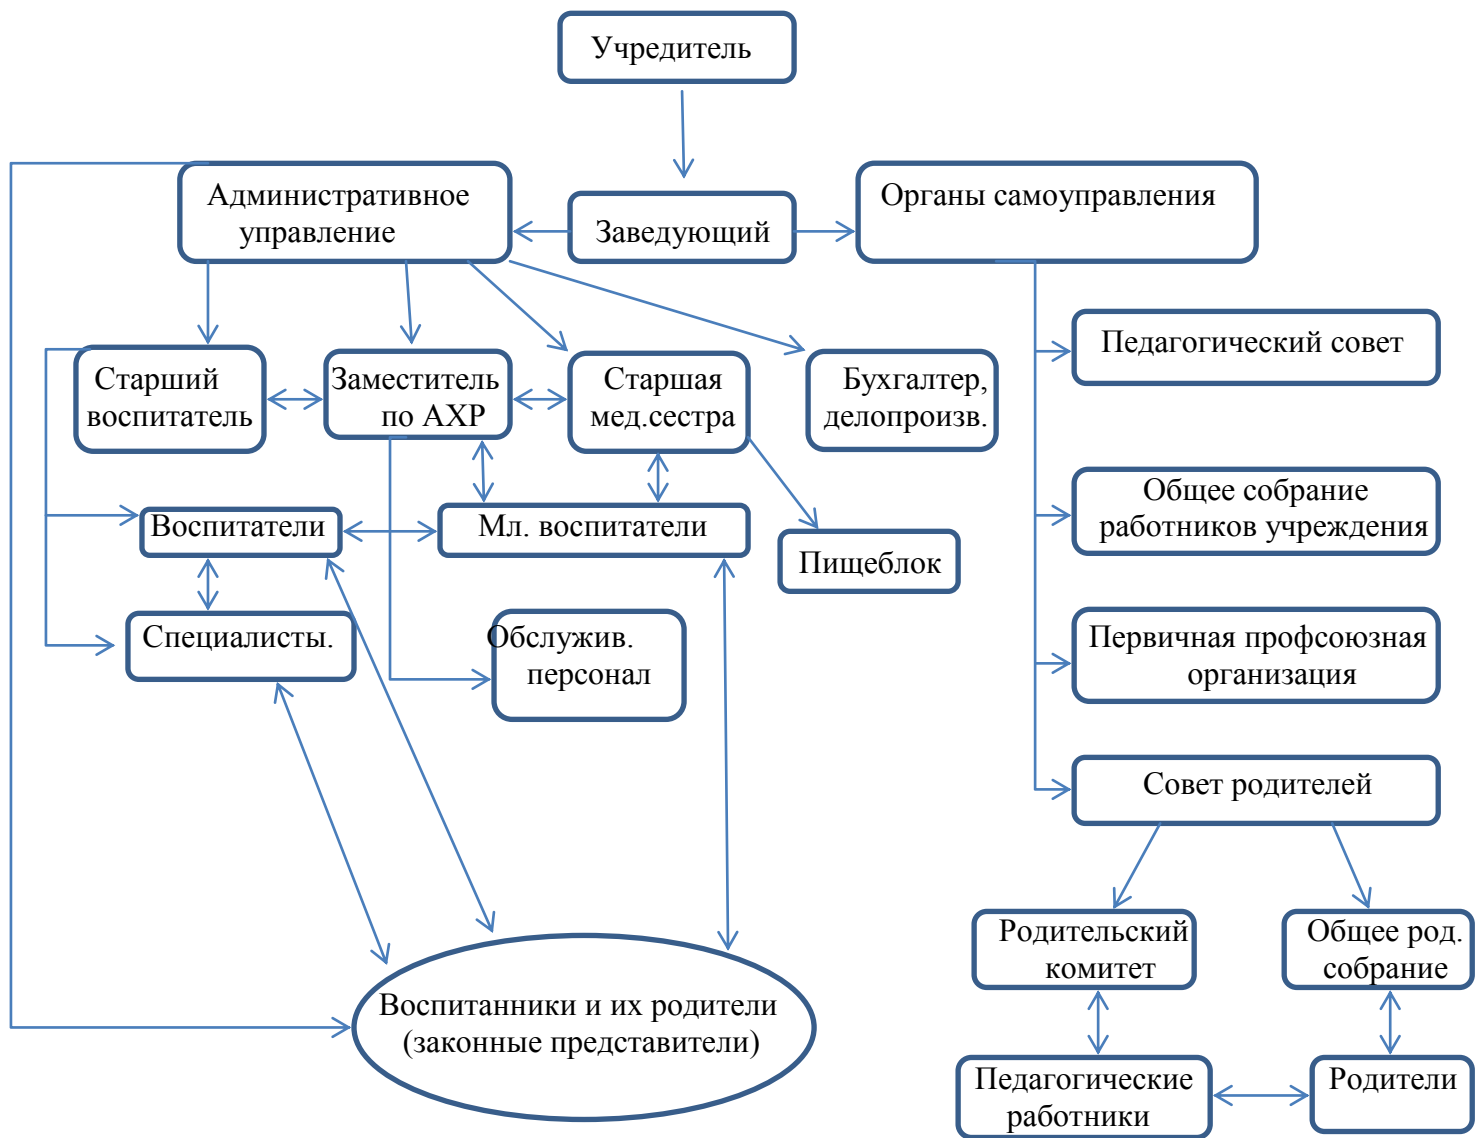 Учредитель
Административное
управление
Заведующий
Органы самоуправления
Старший
воспитатель
Заместитель
по АХР
Старшая
мед.сестра
Бухгалтер,
делопроизв.
Педагогический совет
Воспитатели
Мл. воспитатели
Пищеблок
Общее собрание
работников учреждения
Специалисты.
Обслужив.
персонал
Первичная профсоюзная
организация
Совет родителей
Родительский
комитет
Общее род.
собрание
Воспитанники и их родители
(законные представители)
Педагогические
работники
Родители